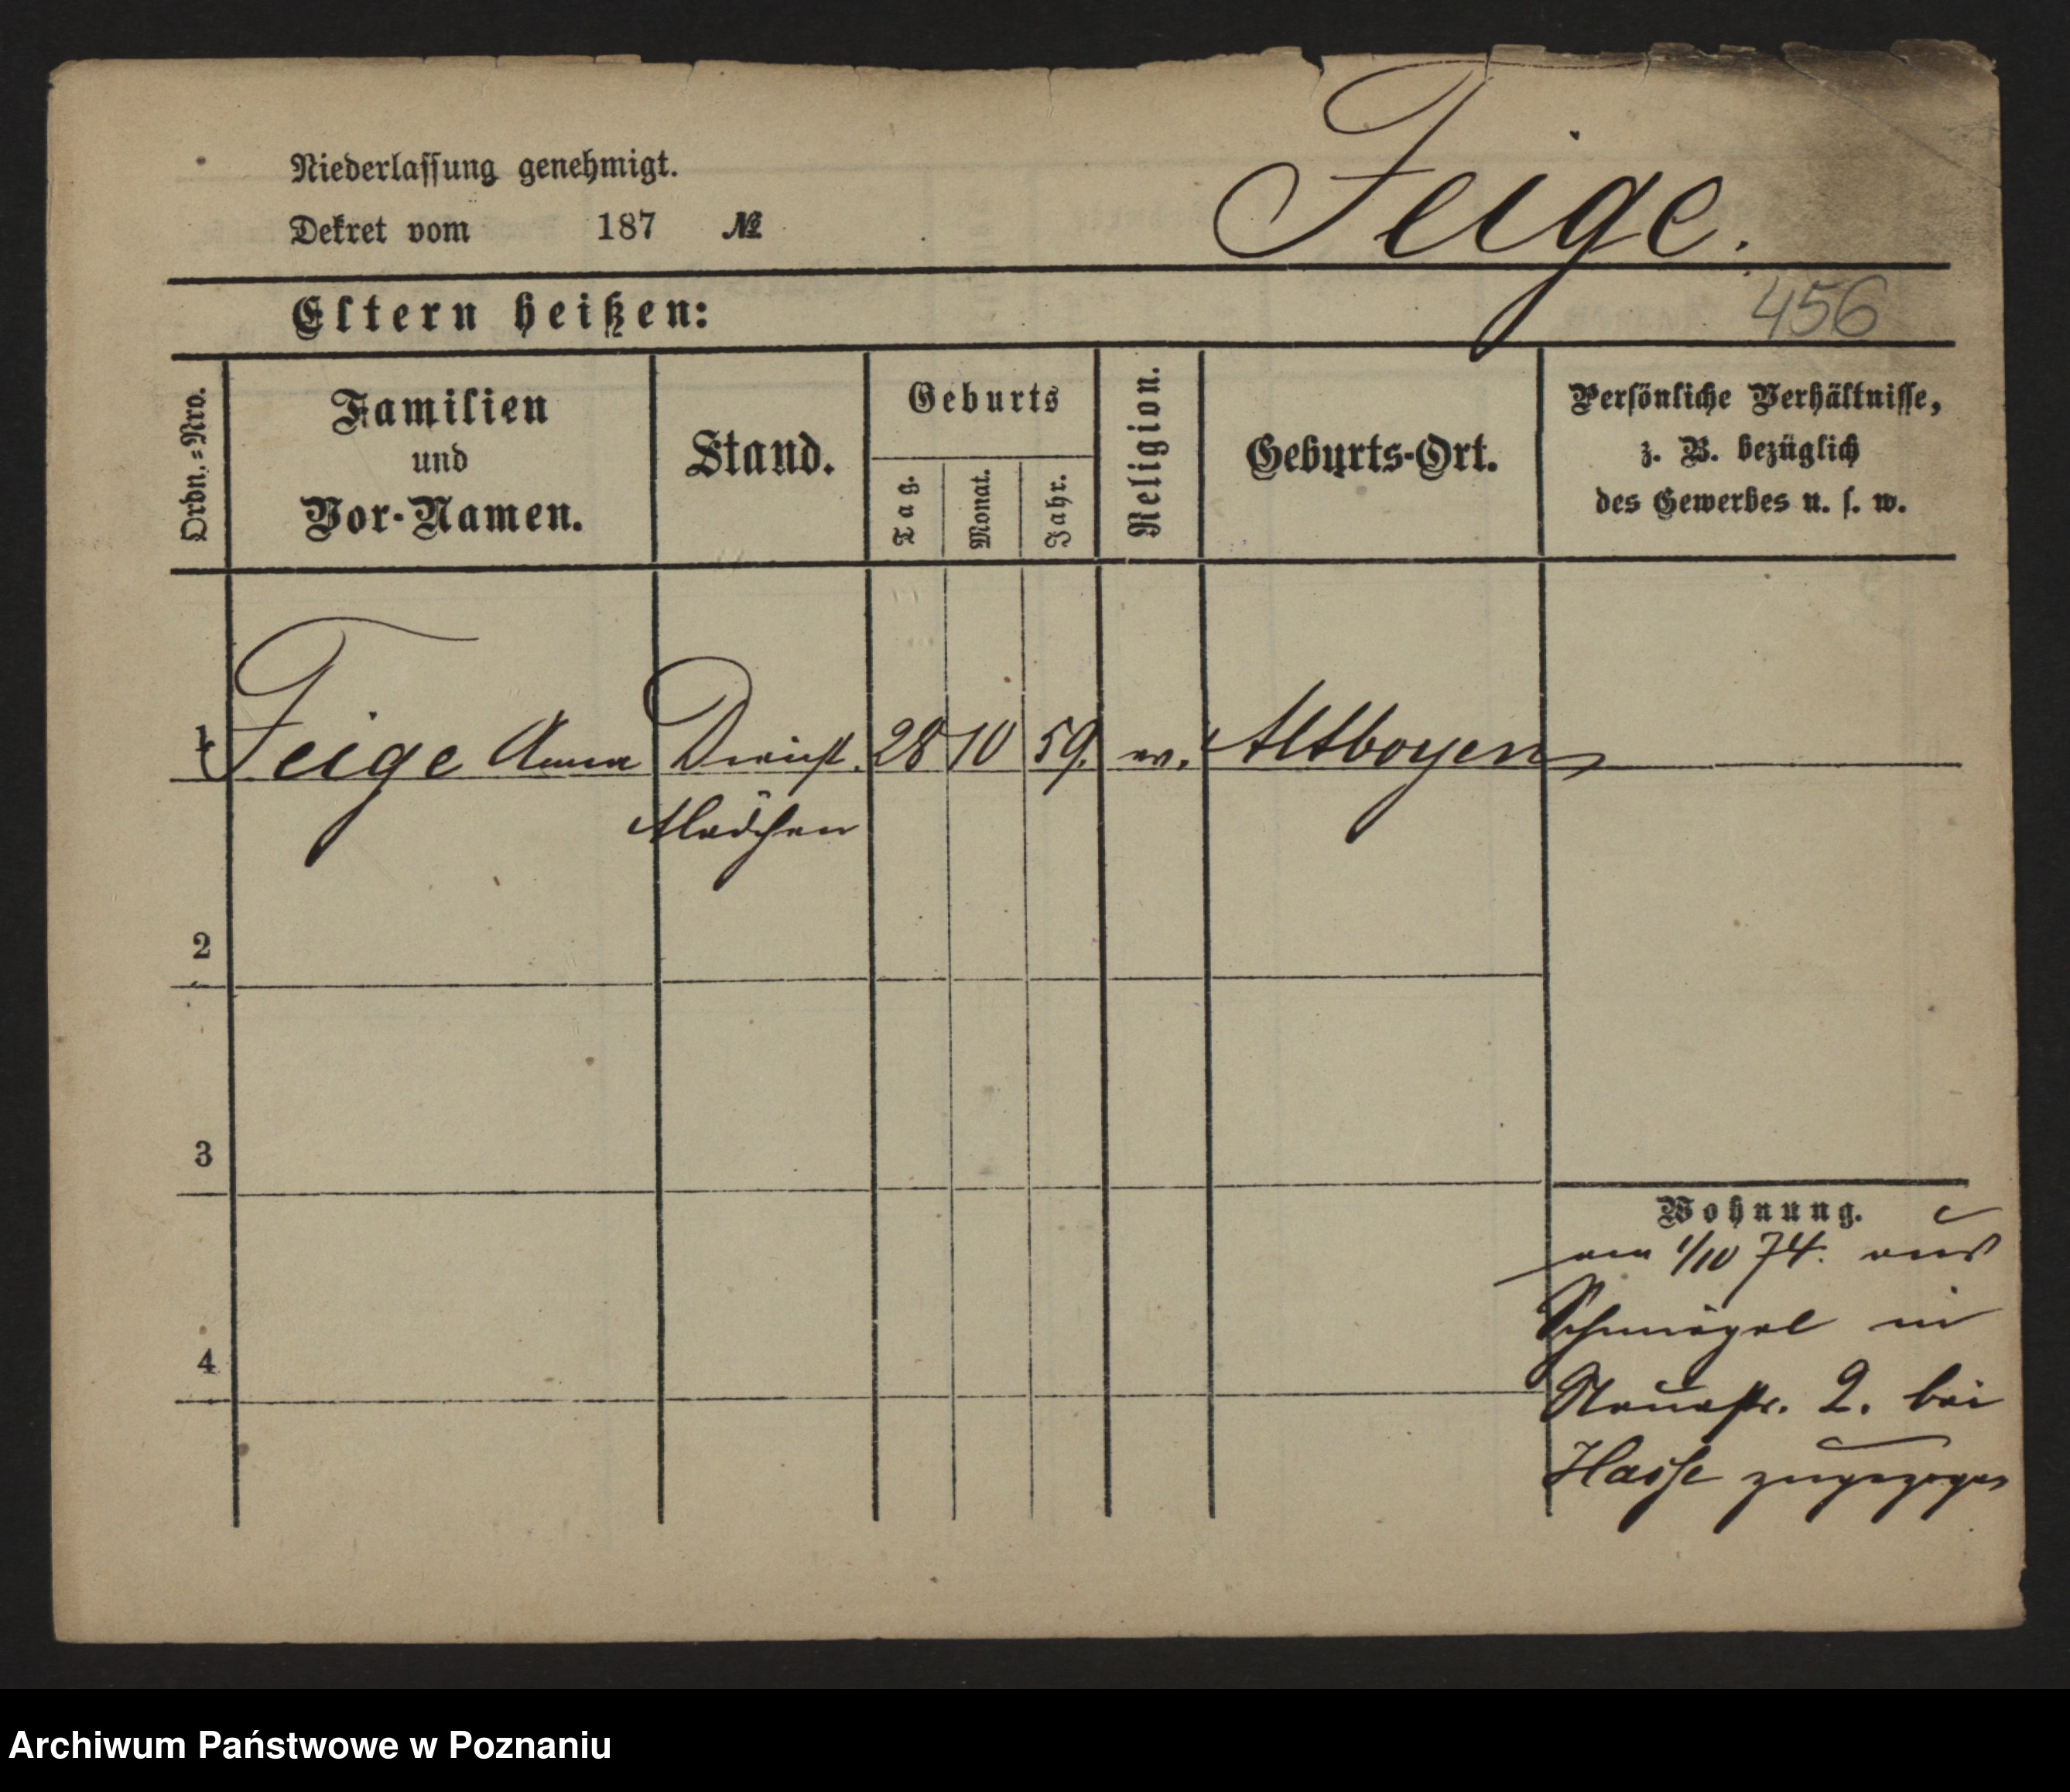 Niederlassung genehmigt.
Dekret vom 187 № Feige.
Eltern heißen:
456
Ordn.=Nro.
Familien
und
Vor-Namen.
Stand.
Geburts
Tag.
Monat.
Jahr.
Religion.
Geburts-Ort.
Persönliche Verhältnisse,
z. B. bezüglich
des Gewerbes u. s. w.
1 Feige Anna Dienst. 28 10 59. ev. Altboyen
Mädchen
2
3
4
Wohnung.
am 1/10 74. aus
Schmiegel in
Neuestr. 2. bei
Hasse zugezogen
Archiwum Państwowe w Poznaniu